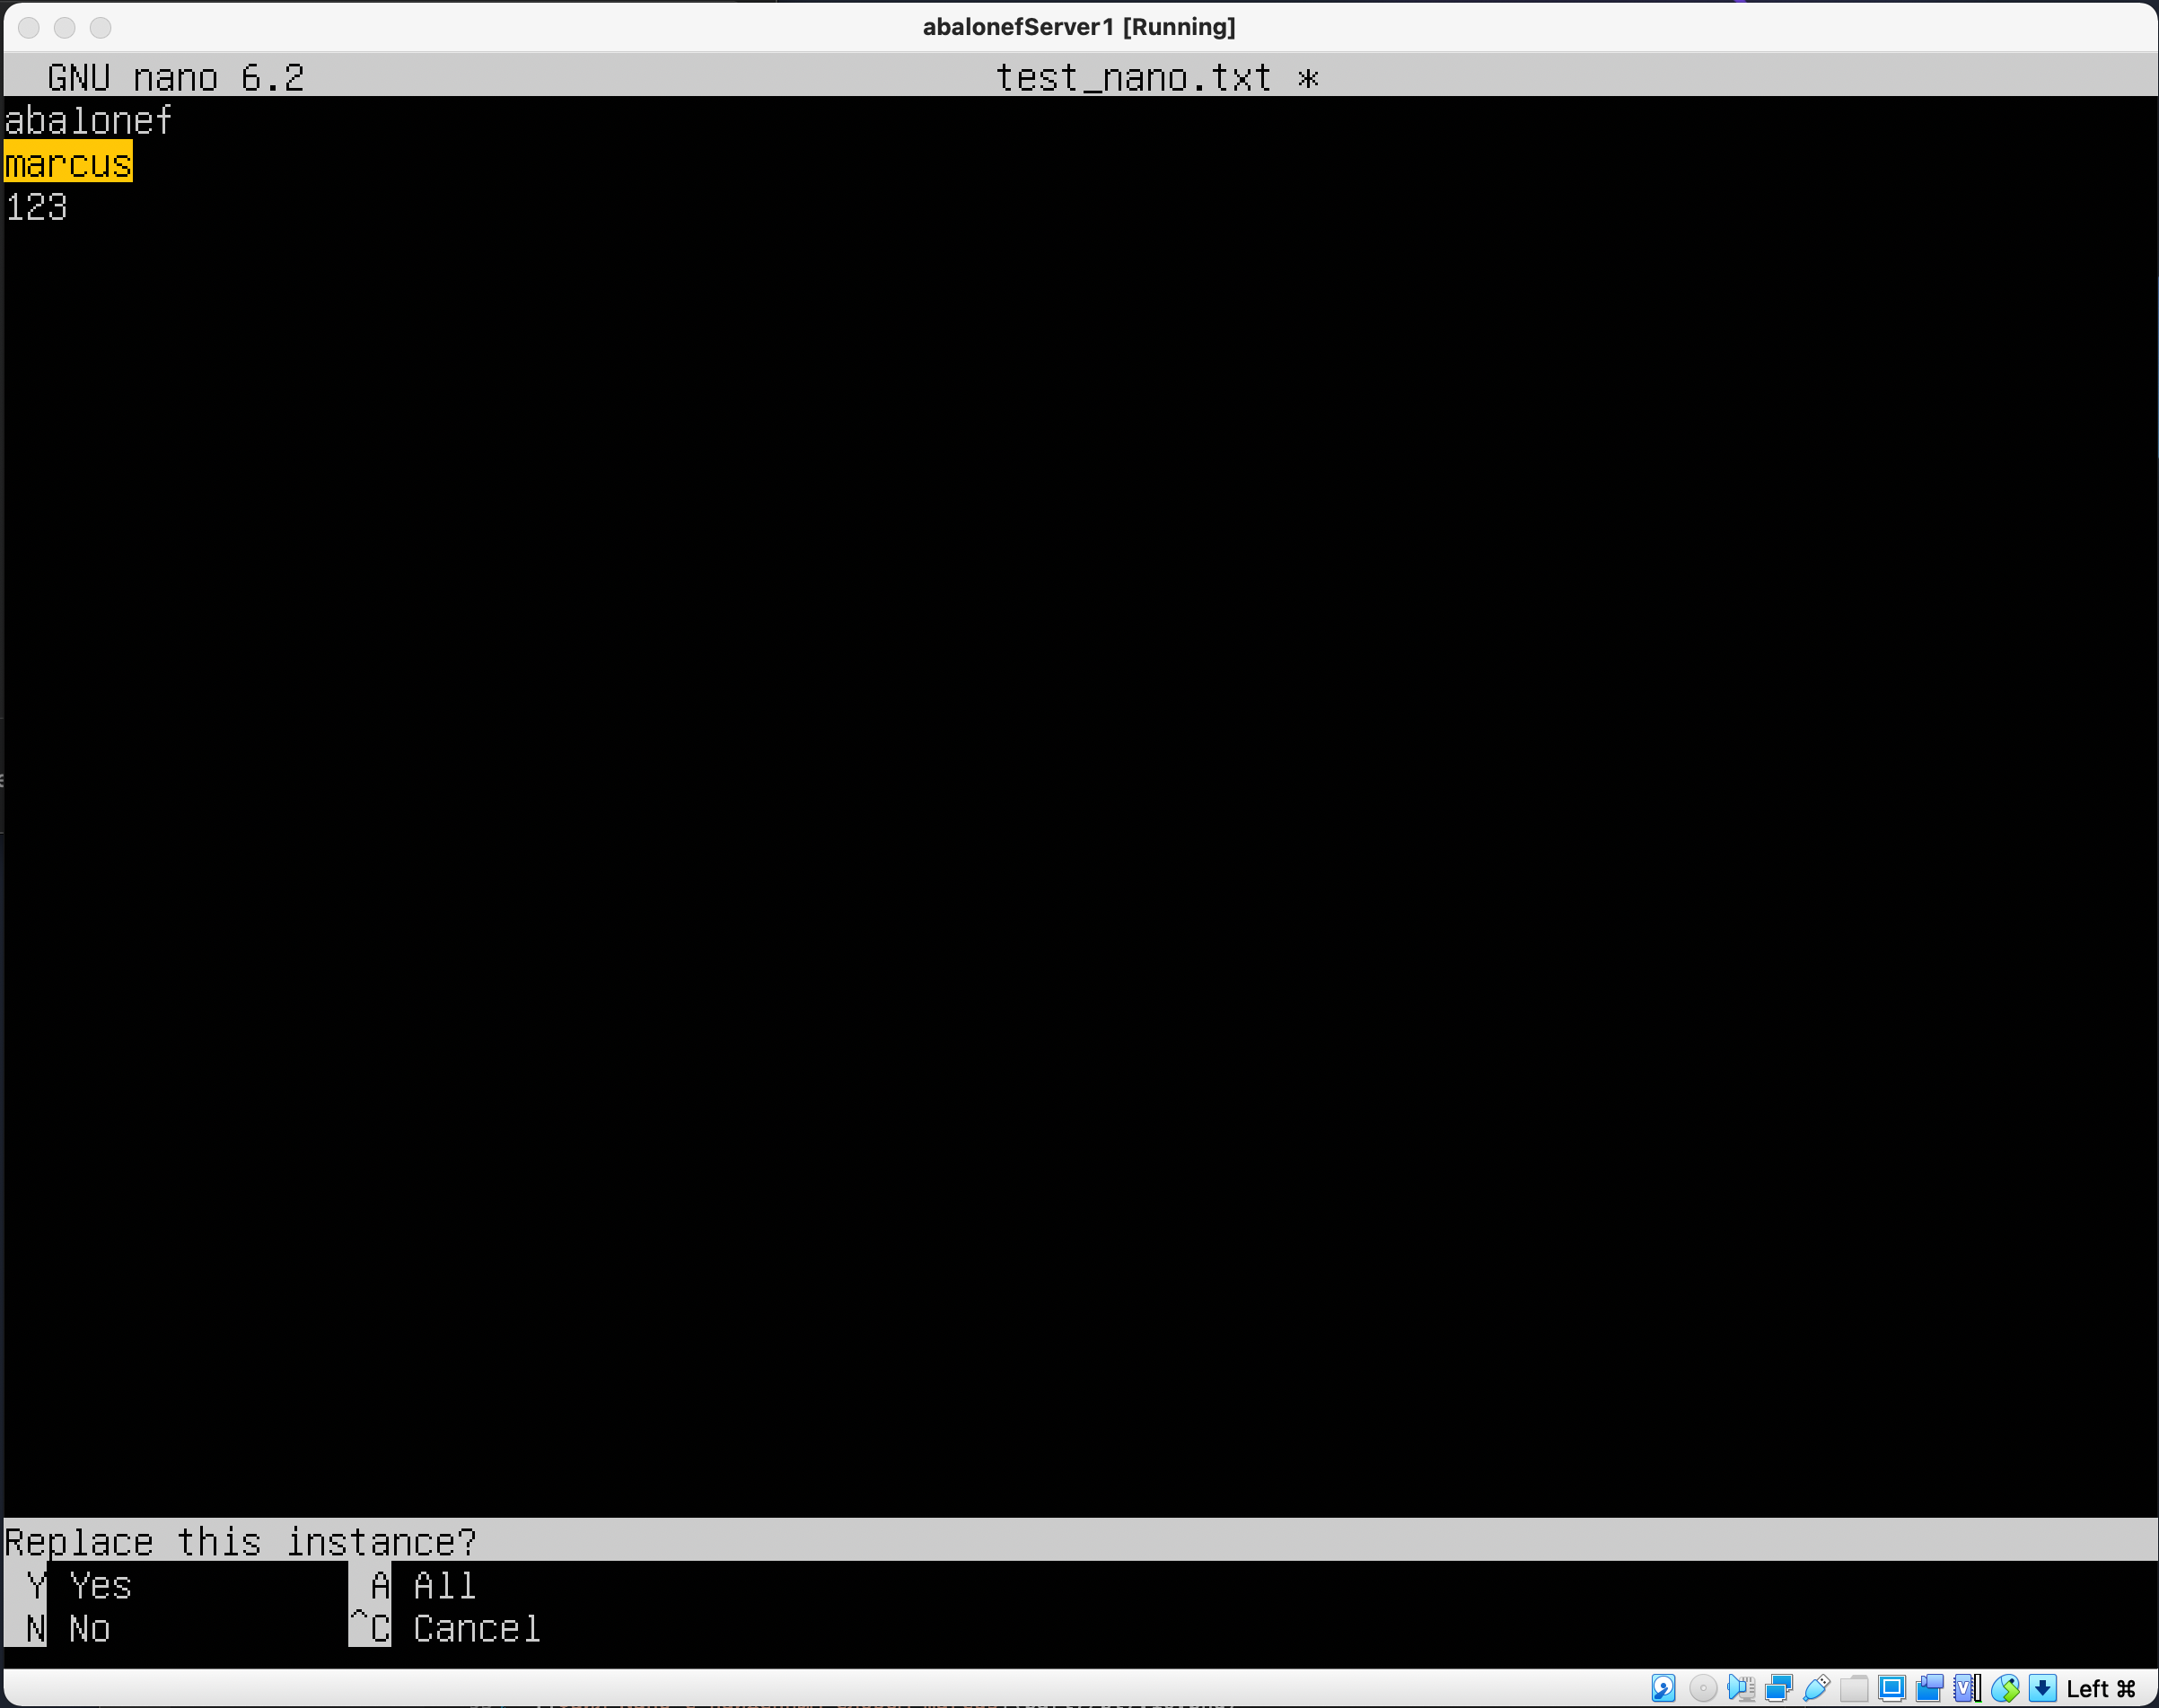 abalonefServer1 [Running]
GNU nano 6.2 test_nano.txt *
abalonef
marcus
123
Replace this instance?
Y Yes A All
N No ^C Cancel
Left ⌘